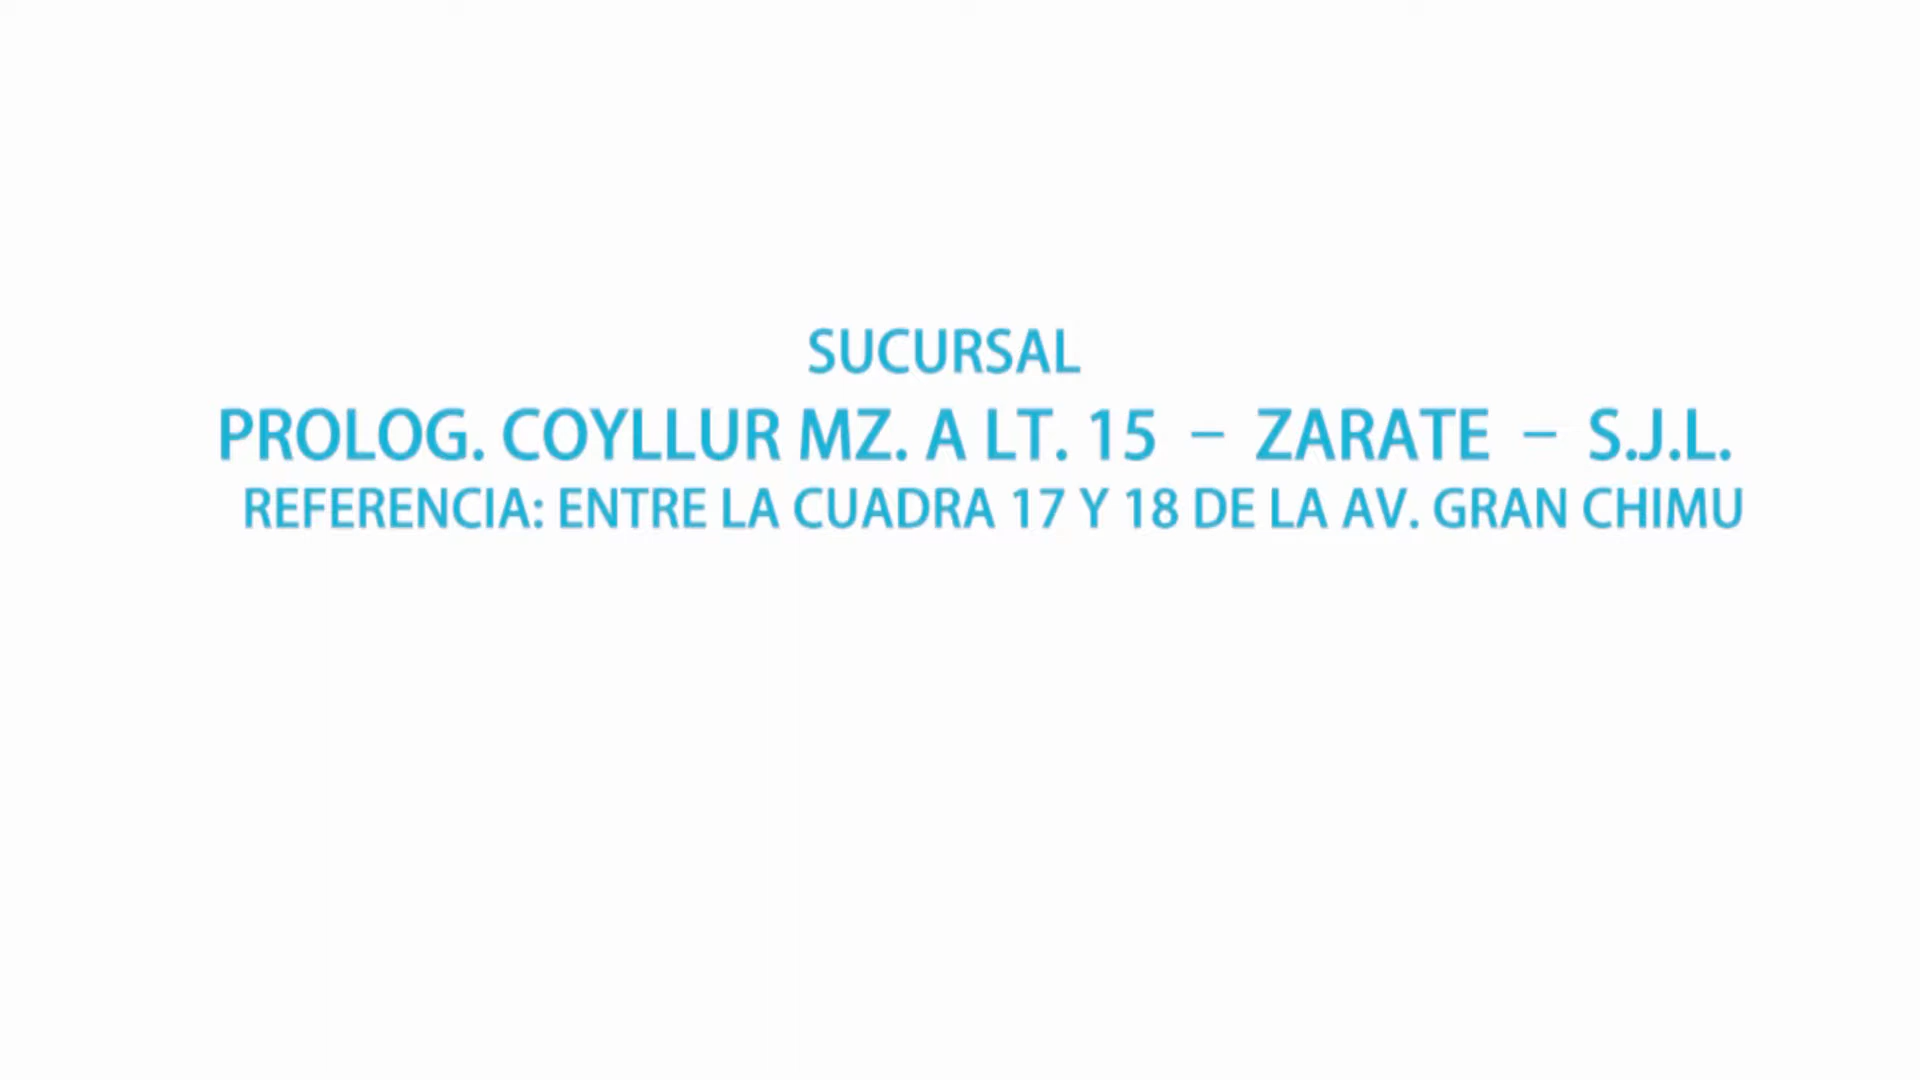 SUCURSAL
PROLOG. COYLLUR MZ. A LT. 15 – ZARATE – S.J.L.
REFERENCIA: ENTRE LA CUADRA 17 Y 18 DE LA AV. GRAN CHIMU